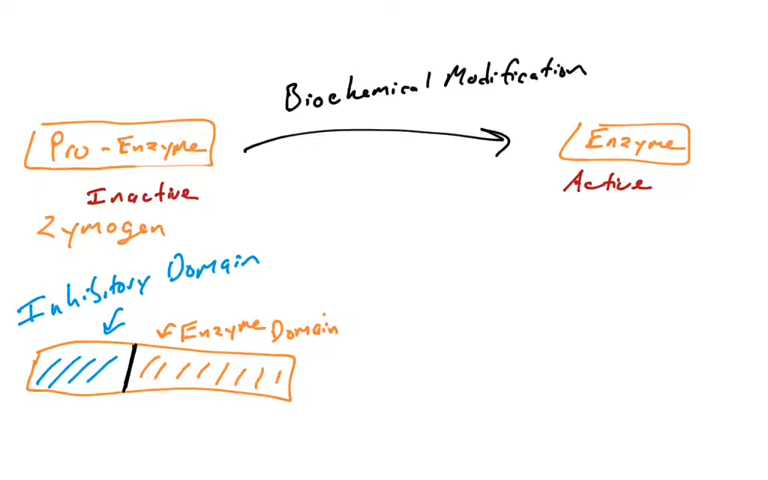 Biochemical Modification
Pro-Enzyme
Enzyme
Inactive
Active
Zymogen
Inhibitory Domain
Enzyme Domain